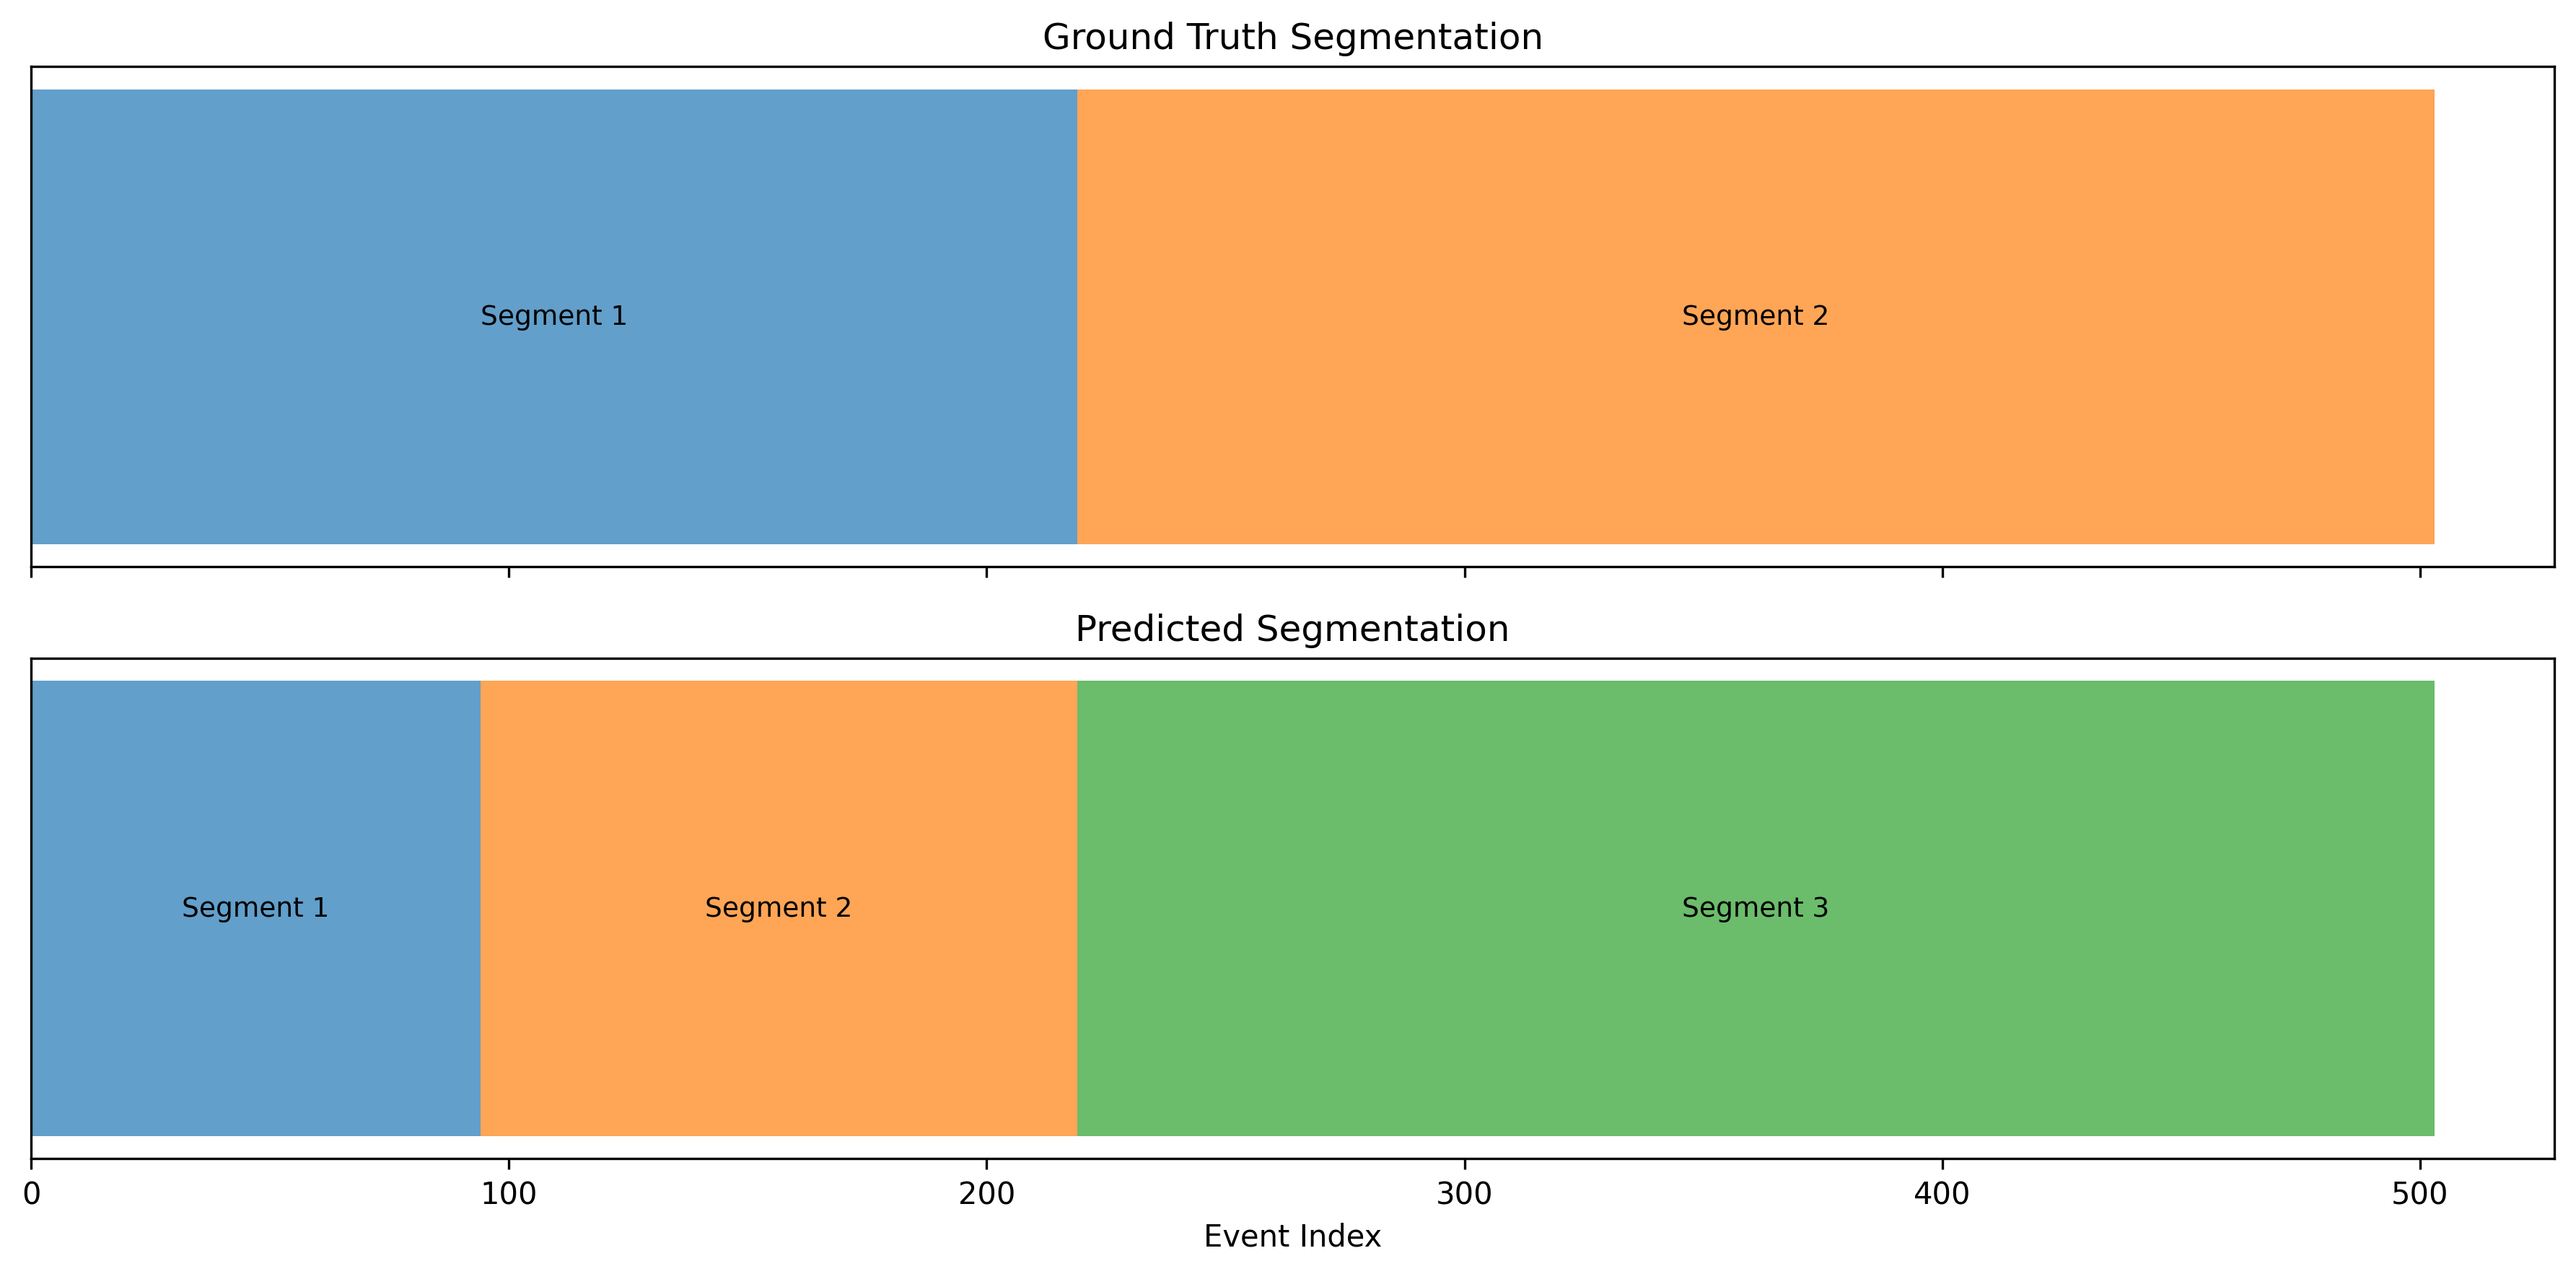 Ground Truth Segmentation
Segment 1
Segment 2
Predicted Segmentation
Segment 1
Segment 2
Segment 3
0
100
200
300
400
500
Event Index